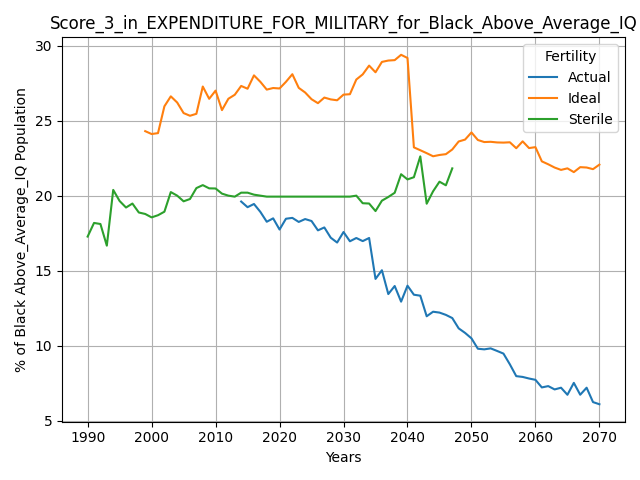 Score_3_in_EXPENDITURE_FOR_MILITARY_for_Black_Above_Average_IQ
% of Black Above_Average_IQ Population
30
25
20
15
10
5
Fertility
Actual
Ideal
Sterile
1990 2000 2010 2020 2030 2040 2050 2060 2070
Years